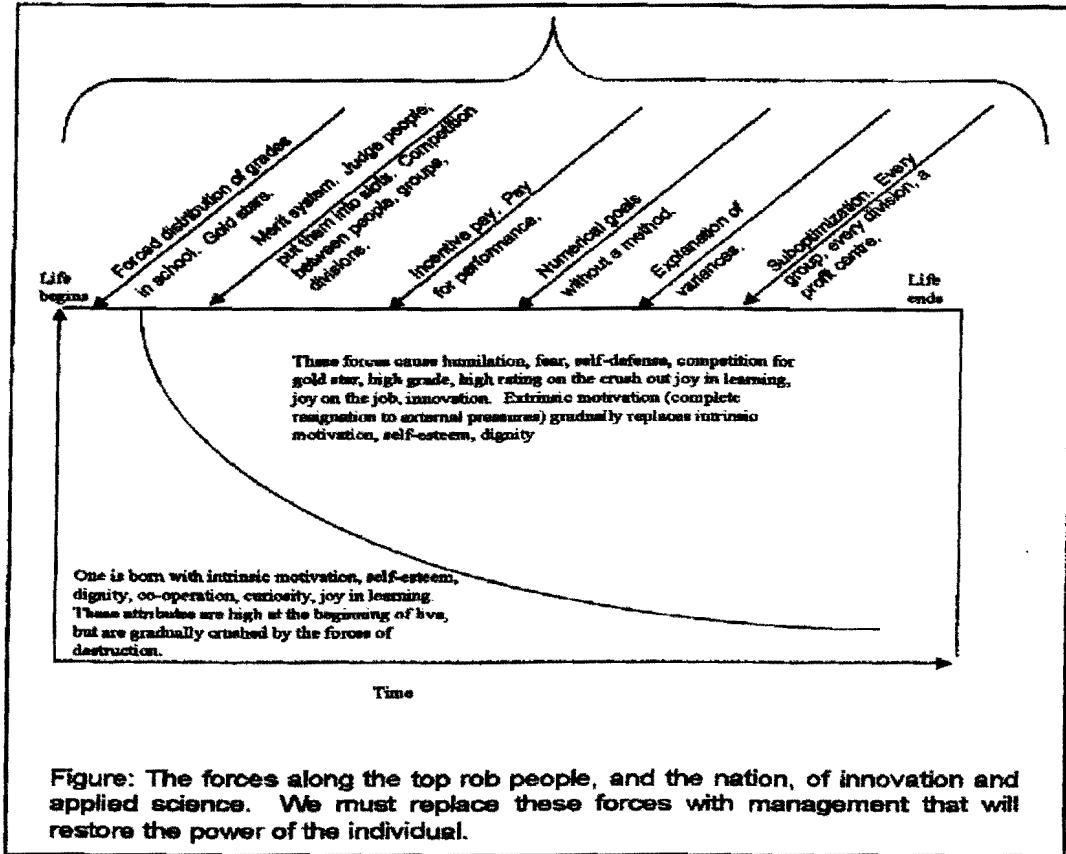 Forced distribution of grades
in school. Gold stars.
Merit system. Judge people,
put them into slots. Competition
between people, groups,
divisions.
Incentive pay. Pay
for performance.
Numerical goals
without a method.
Explanation of
variances.
Suboptimization. Every
group, every division, a
profit centre.
Life
begins
Life
ends
These forces cause humilation, fear, self-defense, competition for
gold star, high grade, high rating on the crush out joy in learning,
joy on the job, innovation. Extrinsic motivation (complete
resignation to external pressures) gradually replaces intrinsic
motivation, self-esteem, dignity
One is born with intrinsic motivation, self-esteem,
dignity, co-operation, curiosity, joy in learning
These attributes are high at the beginning of live,
but are gradually crushed by the forces of
destruction.
Time
Figure: The forces along the top rob people, and the nation, of innovation and
applied science. We must replace these forces with management that will
restore the power of the individual.